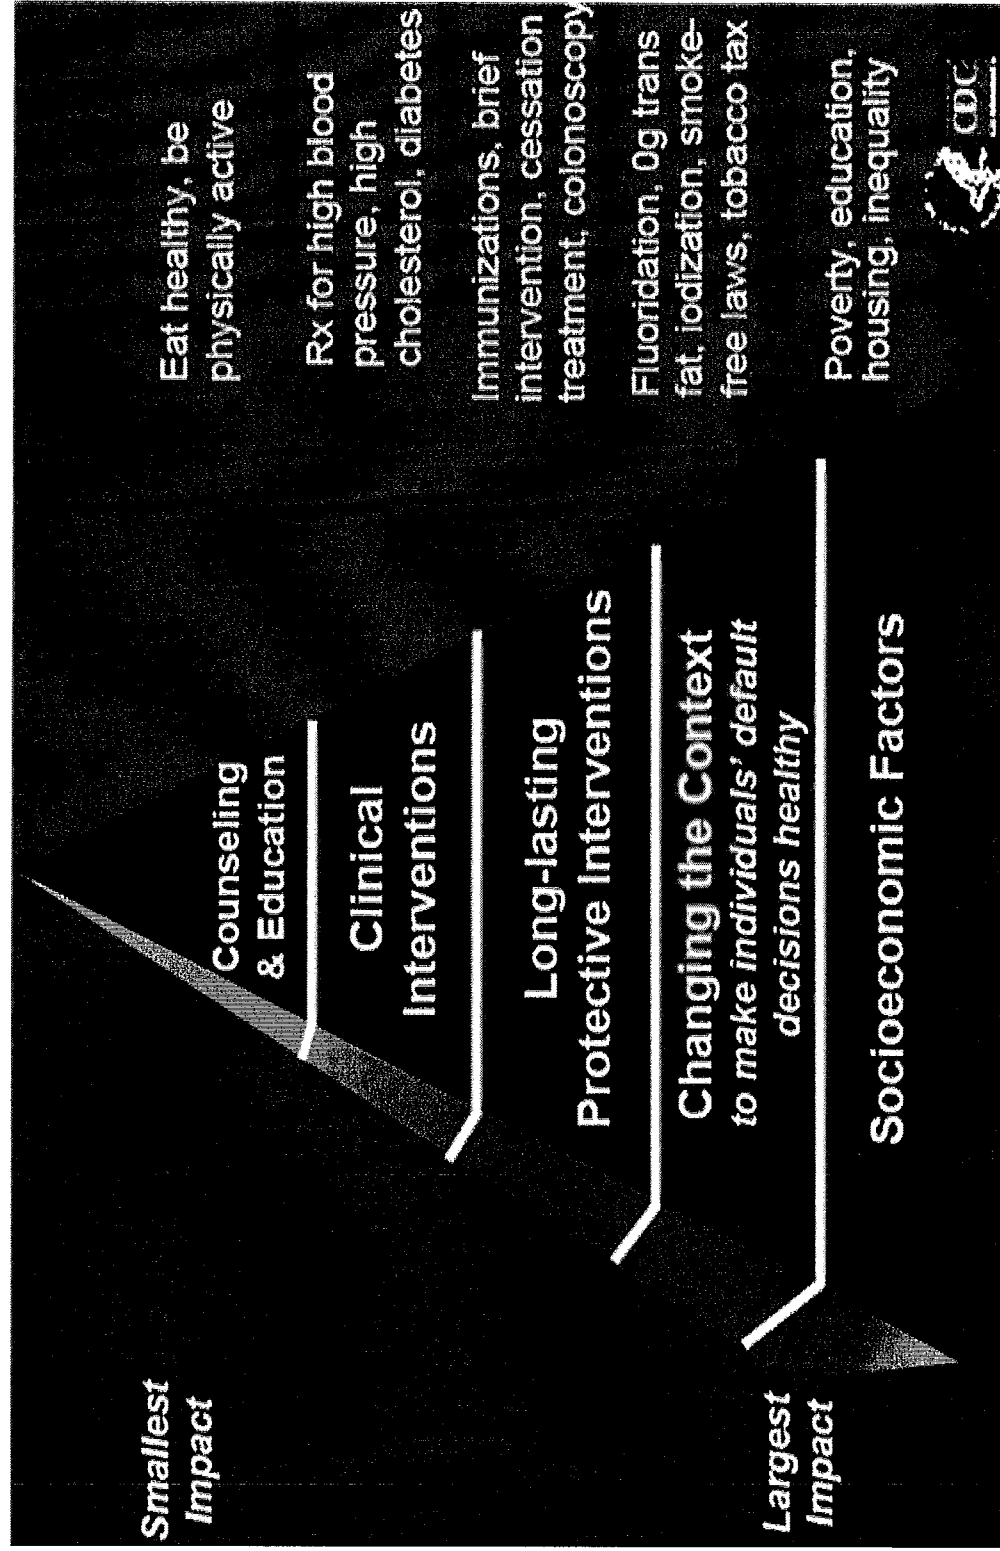 Smallest
Impact
Largest
Impact
Counseling
& Education
Clinical
Interventions
Long-lasting
Protective Interventions
Changing the Context
to make individuals' default
decisions healthy
Socioeconomic Factors
Eat healthy, be
physically active
Rx for high blood
pressure, high
cholesterol, diabetes
Immunizations, brief
intervention, cessation
treatment, colonoscopy
Fluoridation, 0g trans
fat, iodization, smoke-
free laws, tobacco tax
Poverty, education,
housing, inequality
CDC